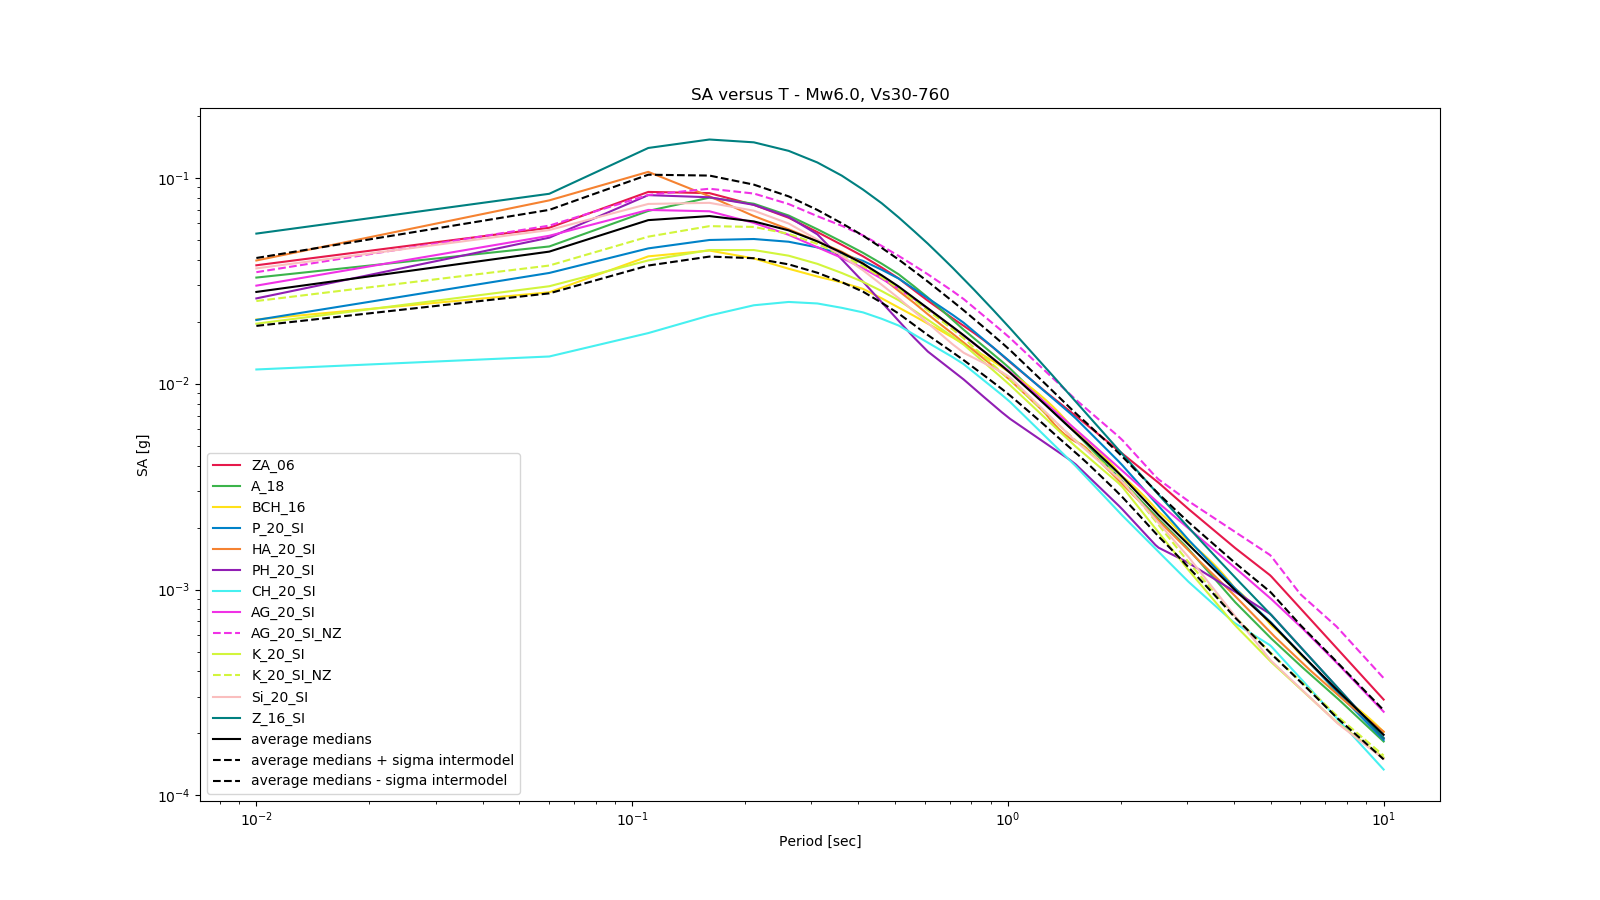 SA versus T - Mw6.0, Vs30-760
SA [g]
10⁻¹
10⁻²
10⁻³
10⁻⁴
ZA_06
A_18
BCH_16
P_20_SI
HA_20_SI
PH_20_SI
CH_20_SI
AG_20_SI
AG_20_SI_NZ
K_20_SI
K_20_SI_NZ
Si_20_SI
Z_16_SI
average medians
average medians + sigma intermodel
average medians - sigma intermodel
10⁻² 10⁻¹ 10⁰ 10¹
Period [sec]